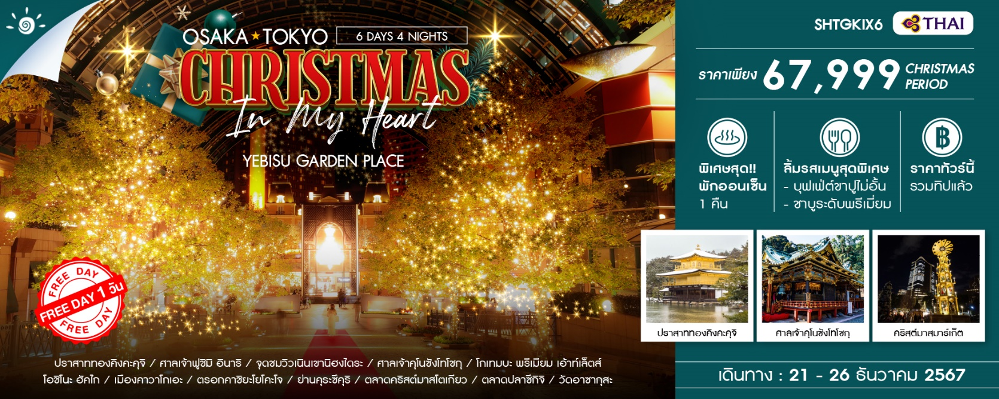 OSAKA ★ TOKYO 6 DAYS 4 NIGHTS
CHRISTMAS
In My Heart
YEBISU GARDEN PLACE
FREE DAY
FREE DAY 1 วัน
FREE DAY
ปราสาททองคิงคะคุจิ / ศาลเจ้าฟูชิมิ อินาริ / จุดชมวิวเนินเขานิฮงไดระ / ศาลเจ้าคุโนซังโทโชกุ / โกเทมบะ พรีเมียม เอ้าท์เล็ตส์
โอชิโนะ ฮัคไก / เมืองคาวาโกเอะ / ตรอกคาชิยะโยโคะโจ / ย่านคุระซึคุริ / ตลาดคริสต์มาสโตเกียว / ตลาดปลาซึกิจิ / วัดอาซากุสะ
SHTGKIX6 THAI
ราคาเพียง 67,999 CHRISTMAS
PERIOD
พิเศษสุด!!
พักออนเซ็น
1 คืน
ลิ้มรสเมนูสุดพิเศษ
- บุฟเฟ่ต์ขาปูไม่อั้น
- ชาบูระดับพรีเมี่ยม
฿
ราคาทัวร์นี้
รวมทิปแล้ว
ปราสาททองคิงคะคุจิ
ศาลเจ้าคุโนซังโทโชกุ
คริสต์มาสมาร์เก็ต
เดินทาง : 21 - 26 ธันวาคม 2567